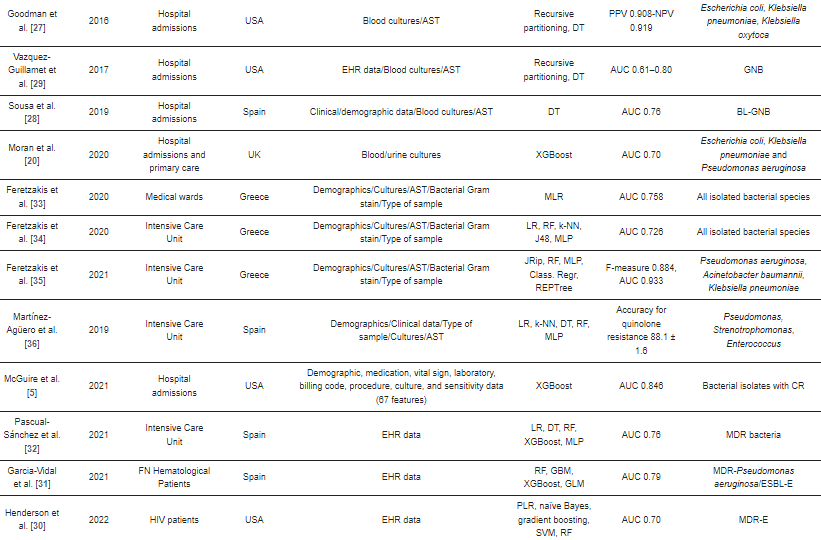 Goodman et al. [27] 2016 Hospital admissions USA Blood cultures/AST Recursive partitioning, DT PPV 0.908-NPV 0.919 Escherichia coli, Klebsiella pneumoniae, Klebsiella oxytoca
Vazquez-Guillamet et al. [29] 2017 Hospital admissions USA EHR data/Blood cultures/AST Recursive partitioning, DT AUC 0.61–0.80 GNB
Sousa et al. [28] 2019 Hospital admissions Spain Clinical/demographic data/Blood cultures/AST DT AUC 0.76 BL-GNB
Moran et al. [20] 2020 Hospital admissions and primary care UK Blood/urine cultures XGBoost AUC 0.70 Escherichia coli, Klebsiella pneumoniae and Pseudomonas aeruginosa
Feretzakis et al. [33] 2020 Medical wards Greece Demographics/Cultures/AST/Bacterial Gram stain/Type of sample MLR AUC 0.758 All isolated bacterial species
Feretzakis et al. [34] 2020 Intensive Care Unit Greece Demographics/Cultures/AST/Bacterial Gram stain/Type of sample LR, RF, k-NN, J48, MLP AUC 0.726 All isolated bacterial species
Feretzakis et al. [35] 2021 Intensive Care Unit Greece Demographics/Cultures/AST/Bacterial Gram stain/Type of sample JRip, RF, MLP, Class. Regr, REPTree F-measure 0.884, AUC 0.933 Pseudomonas aeruginosa, Acinetobacter baumannii, Klebsiella pneumoniae
Martínez-Agüero et al. [36] 2019 Intensive Care Unit Spain Demographics/Clinical data/Type of sample/Cultures/AST LR, k-NN, DT, RF, MLP Accuracy for quinolone resistance 88.1 ± 1.6 Pseudomonas, Strenotrophomonas, Enterococcus
McGuire et al. [5] 2021 Hospital admissions USA Demographic, medication, vital sign, laboratory, billing code, procedure, culture, and sensitivity data (67 features) XGBoost AUC 0.846 Bacterial isolates with CR
Pascual-Sánchez et al. [32] 2021 Intensive Care Unit Spain EHR data LR, DT, RF, XGBoost, MLP AUC 0.76 MDR bacteria
Garcia-Vidal et al. [31] 2021 FN Hematological Patients Spain EHR data RF, GBM, XGBoost, GLM AUC 0.79 MDR-Pseudomonas aeruginosa/ESBL-E
Henderson et al. [30] 2022 HIV patients USA EHR data PLR, naïve Bayes, gradient boosting, SVM, RF AUC 0.70 MDR-E